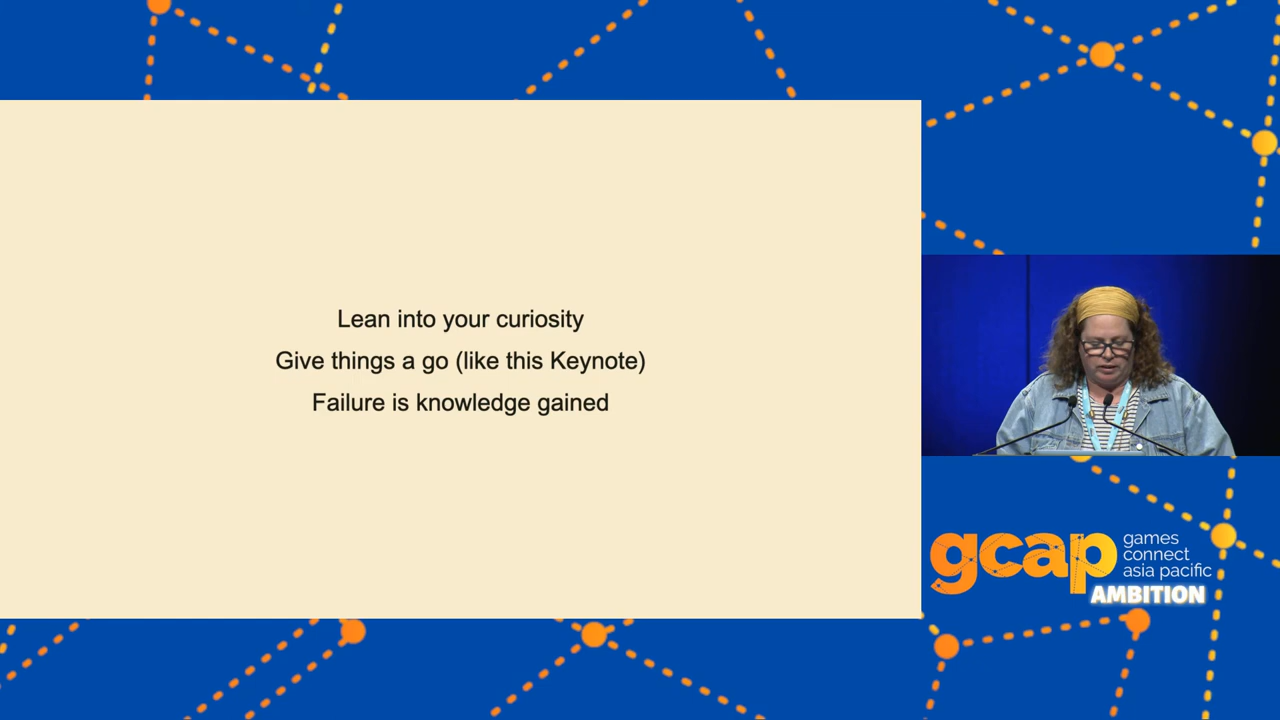 Lean into your curiosity
Give things a go (like this Keynote)
Failure is knowledge gained
gcap
games
connect
asia pacific
AMBITION